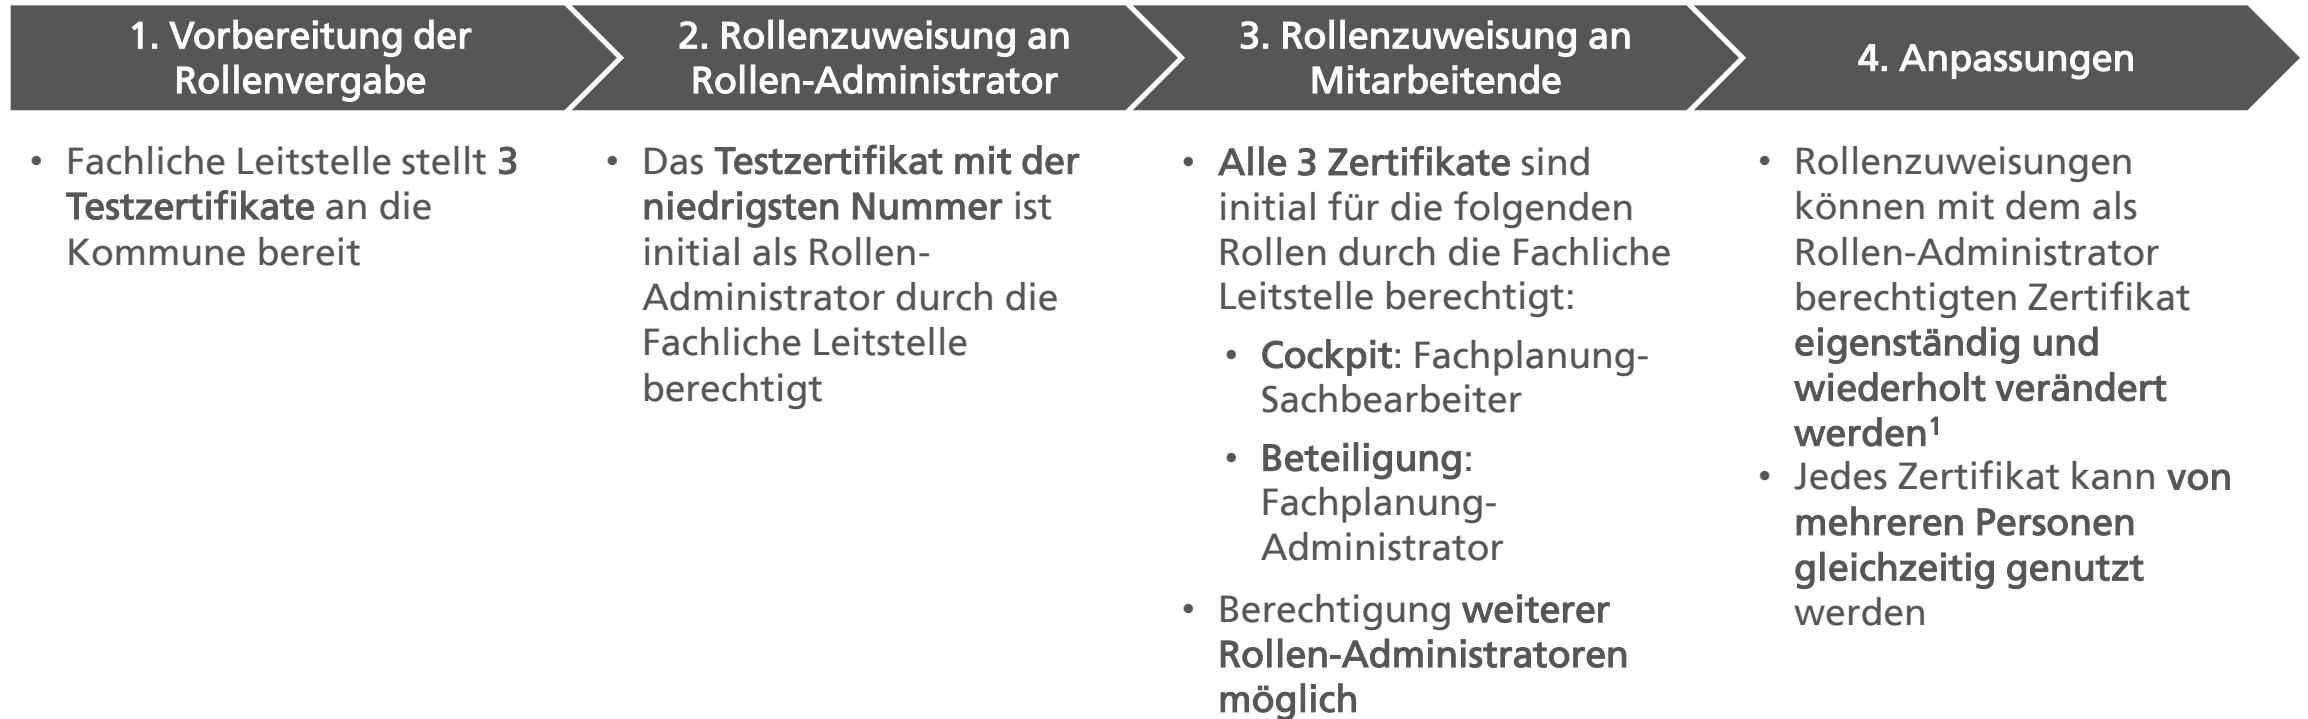 1. Vorbereitung der
Rollenvergabe
2. Rollenzuweisung an
Rollen-Administrator
3. Rollenzuweisung an
Mitarbeitende
4. Anpassungen
• Fachliche Leitstelle stellt 3
Testzertifikate an die
Kommune bereit
• Das Testzertifikat mit der
niedrigsten Nummer ist
initial als Rollen-
Administrator durch die
Fachliche Leitstelle
berechtigt
• Alle 3 Zertifikate sind
initial für die folgenden
Rollen durch die Fachliche
Leitstelle berechtigt:
• Cockpit: Fachplanung-
Sachbearbeiter
• Beteiligung:
Fachplanung-
Administrator
• Berechtigung weiterer
Rollen-Administratoren
möglich
• Rollenzuweisungen
können mit dem als
Rollen-Administrator
berechtigten Zertifikat
eigenständig und
wiederholt verändert
werden¹
• Jedes Zertifikat kann von
mehreren Personen
gleichzeitig genutzt
werden